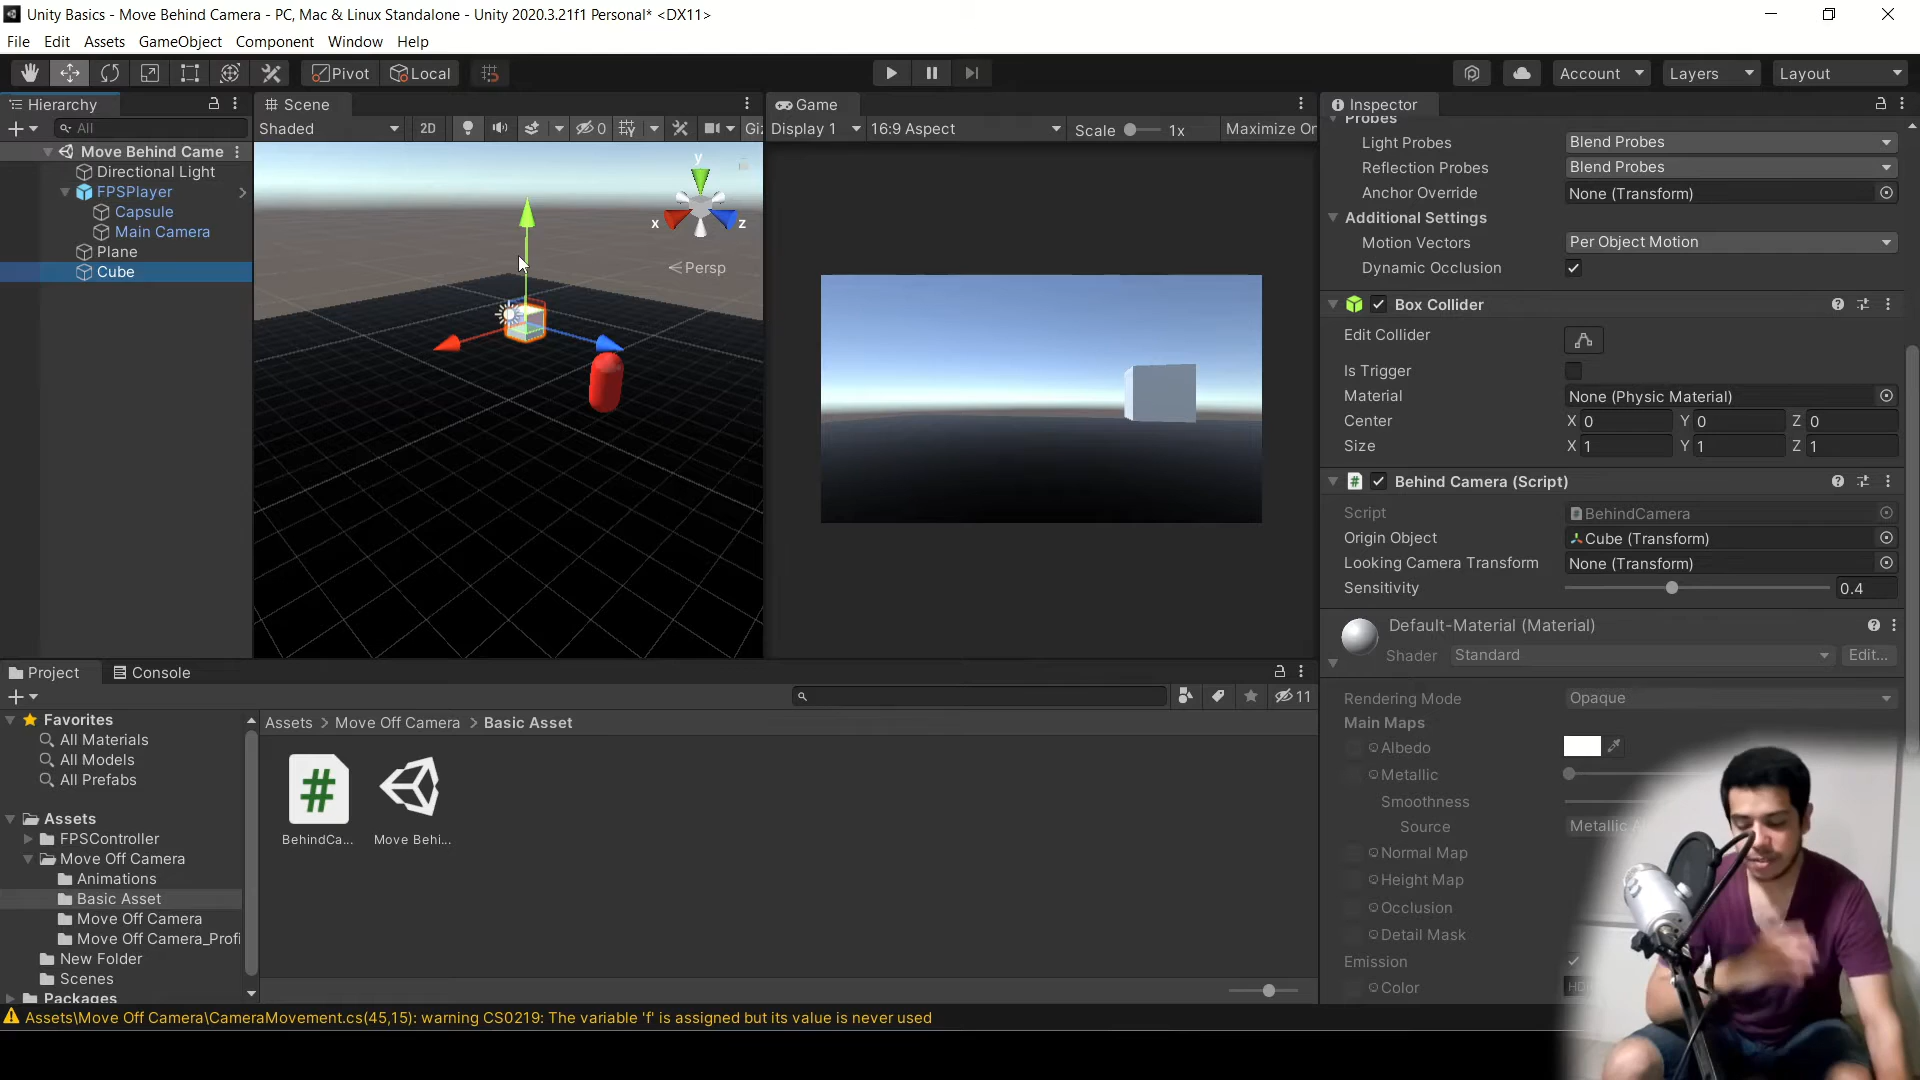 Unity Basics - Move Behind Camera - PC, Mac & Linux Standalone - Unity 2020.3.21f1 Personal* <DX11>
File Edit Assets GameObject Component Window Help
Pivot Local Account Layers Layout
Hierarchy Scene Game Inspector
All Shaded 2D 0 Gi Display 1 16:9 Aspect Scale 1x Maximize On
Move Behind Came
Directional Light
FPSPlayer
Capsule
Main Camera
Plane
Cube
y
x
z
Persp
Probes
Light Probes Blend Probes
Reflection Probes Blend Probes
Anchor Override None (Transform)
Additional Settings
Motion Vectors Per Object Motion
Dynamic Occlusion
Box Collider
Edit Collider
Is Trigger
Material None (Physic Material)
Center X 0 Y 0 Z 0
Size X 1 Y 1 Z 1
# Behind Camera (Script)
Script BehindCamera
Origin Object Cube (Transform)
Looking Camera Transform None (Transform)
Sensitivity 0.4
Default-Material (Material)
Shader Standard Edit...
Rendering Mode Opaque
Main Maps
Albedo
Metallic
Smoothness
Source Metallic
Normal Map
Height Map
Occlusion
Detail Mask
Emission
Color
Project Console
11
Favorites
All Materials
All Models
All Prefabs
Assets
FPSController
Move Off Camera
Animations
Basic Asset
Move Off Camera
Move Off Camera_Profi
New Folder
Scenes
Packages
Assets > Move Off Camera > Basic Asset
#
BehindCa... Move Behi...
Assets\Move Off Camera\CameraMovement.cs(45,15): warning CS0219: The variable 'f' is assigned but its value is never used